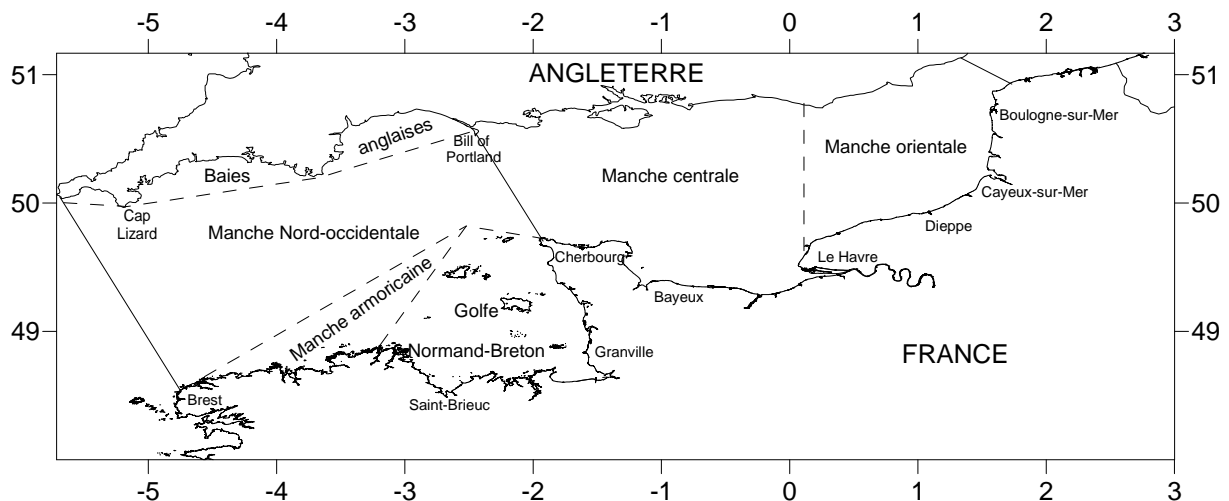 -5 -4 -3 -2 -1 0 1 2 3
51 51
ANGLETERRE
Boulogne-sur-Mer
anglaises
Bill of
Portland
Manche orientale
Baies
Manche centrale
Cayeux-sur-Mer
50 50
Cap
Lizard
Dieppe
Manche Nord-occidentale
Cherbourg
Le Havre
Manche armoricaine
Bayeux
Golfe
49 49
Normand-Breton
Granville
FRANCE
Brest
Saint-Brieuc
-5 -4 -3 -2 -1 0 1 2 3